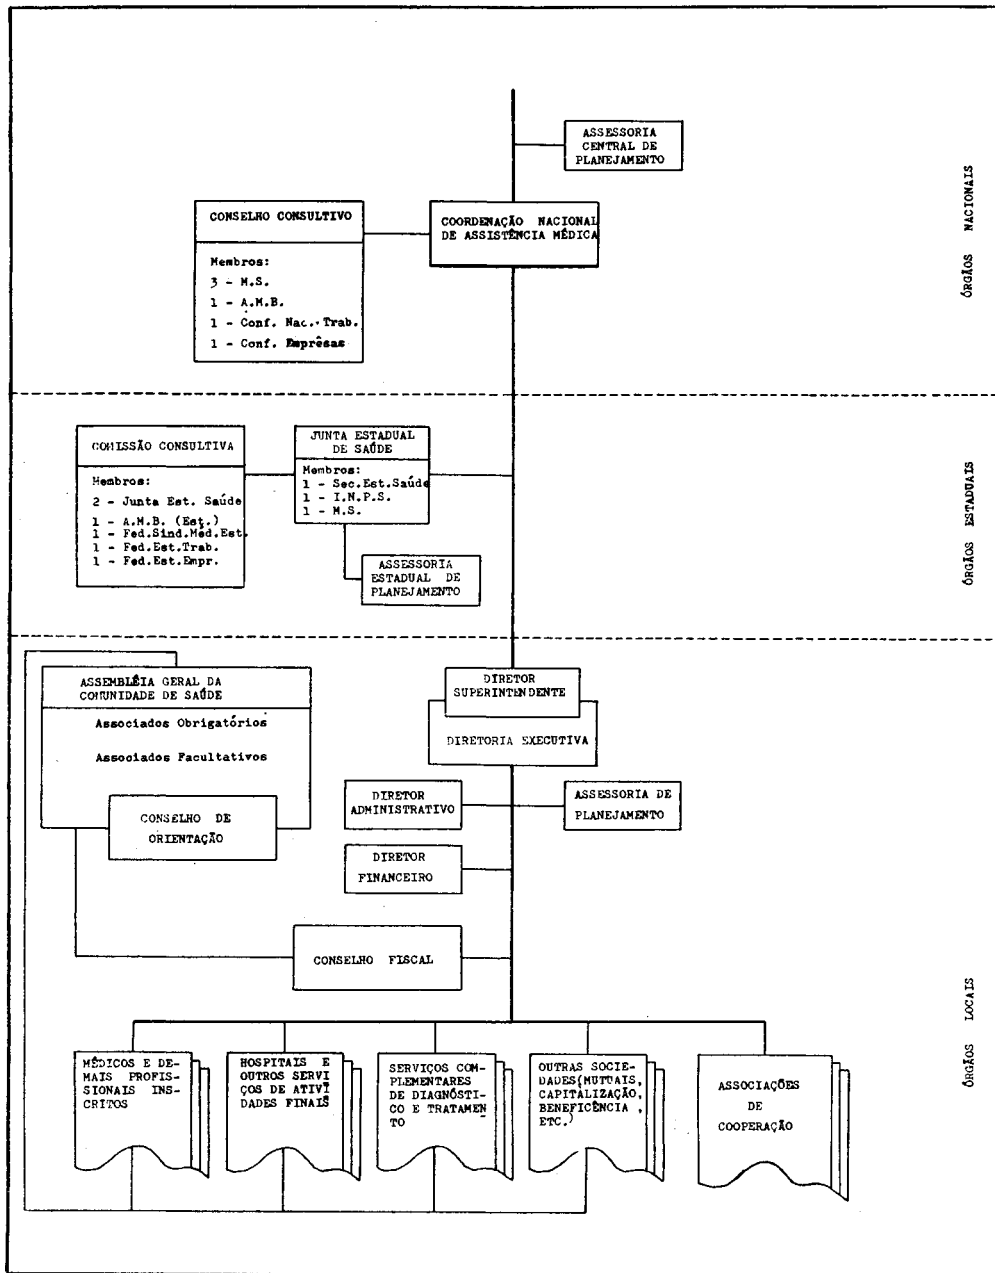 ASSESSORIA
CENTRAL DE
PLANEJAMENTO
CONSELHO CONSULTIVO
Membros:
3 - M.S.
1 - A.M.B.
1 - Conf. Nac. Trab.
1 - Conf. Emprêsas
COORDENAÇÃO NACIONAL
DE ASSISTÊNCIA MÉDICA
ÓRGÃOS NACIONAIS
COMISSÃO CONSULTIVA
Membros:
2 - Junta Est. Saúde
1 - A.M.B. (Est.)
1 - Fed.Sind.Méd.Est.
1 - Fed.Est.Trab.
1 - Fed.Est.Empr.
JUNTA ESTADUAL
DE SAÚDE
Membros:
1 - Sec.Est.Saúde
1 - I.N.P.S.
1 - M.S.
ASSESSORIA
ESTADUAL DE
PLANEJAMENTO
ÓRGÃOS ESTADUAIS
ASSEMBLÉIA GERAL DA
COMUNIDADE DE SAÚDE
Associados Obrigatórios
Associados Facultativos
CONSELHO DE
ORIENTAÇÃO
DIRETOR
SUPERINTENDENTE
DIRETORIA EXECUTIVA
DIRETOR
ADMINISTRATIVO
ASSESSORIA DE
PLANEJAMENTO
DIRETOR
FINANCEIRO
CONSELHO FISCAL
ÓRGÃOS LOCAIS
MÉDICOS E DE-
MAIS PROFIS-
SIONAIS INS-
CRITOS
HOSPITAIS E
OUTROS SERVI
ÇOS DE ATIVI
DADES FINAIS
SERVIÇOS COM-
PLEMENTARES
DE DIAGNÓSTI-
CO E TRATAMEN
TO
OUTRAS SOCIE-
DADES(MUTUAIS,
CAPITALIZAÇÃO,
BENEFICÊNCIA ,
ETC.)
ASSOCIAÇÕES
DE
COOPERAÇÃO